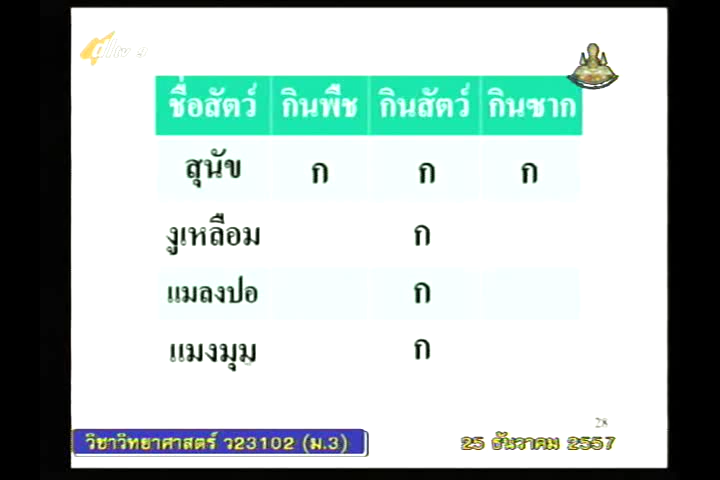 ชื่อสัตว์ กินพืช กินสัตว์ กินซาก
สุนัข ก ก ก
งูเหลือม ก
แมลงปอ ก
แมงมุม ก
28
วิชาวิทยาศาสตร์ ว23102 (ม.3) 25 ธันวาคม 2557